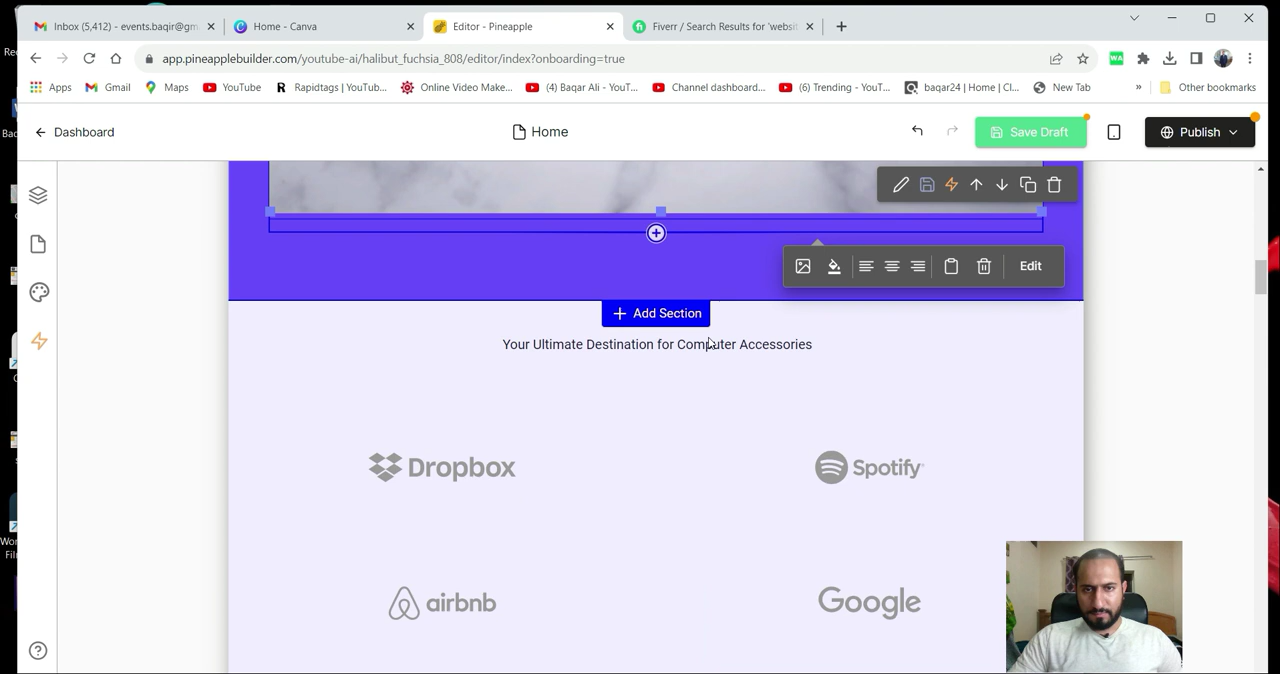 Inbox (5,412) - events.baqir@gm
Home - Canva
Editor - Pineapple
Fiverr / Search Results for 'websi
app.pineapplebuilder.com/youtube-ai/halibut_fuchsia_808/editor/index?onboarding=true
WA
Apps
Gmail
Maps
YouTube
R Rapidtags | YouTub...
Online Video Make...
(4) Baqar Ali - YouT...
Channel dashboard...
(6) Trending - YouT...
baqar24 | Home | Cl...
New Tab
»
Other bookmarks
Dashboard
Home
Save Draft
Publish
Edit
+ Add Section
Your Ultimate Destination for Computer Accessories
Dropbox
Spotify
airbnb
Google